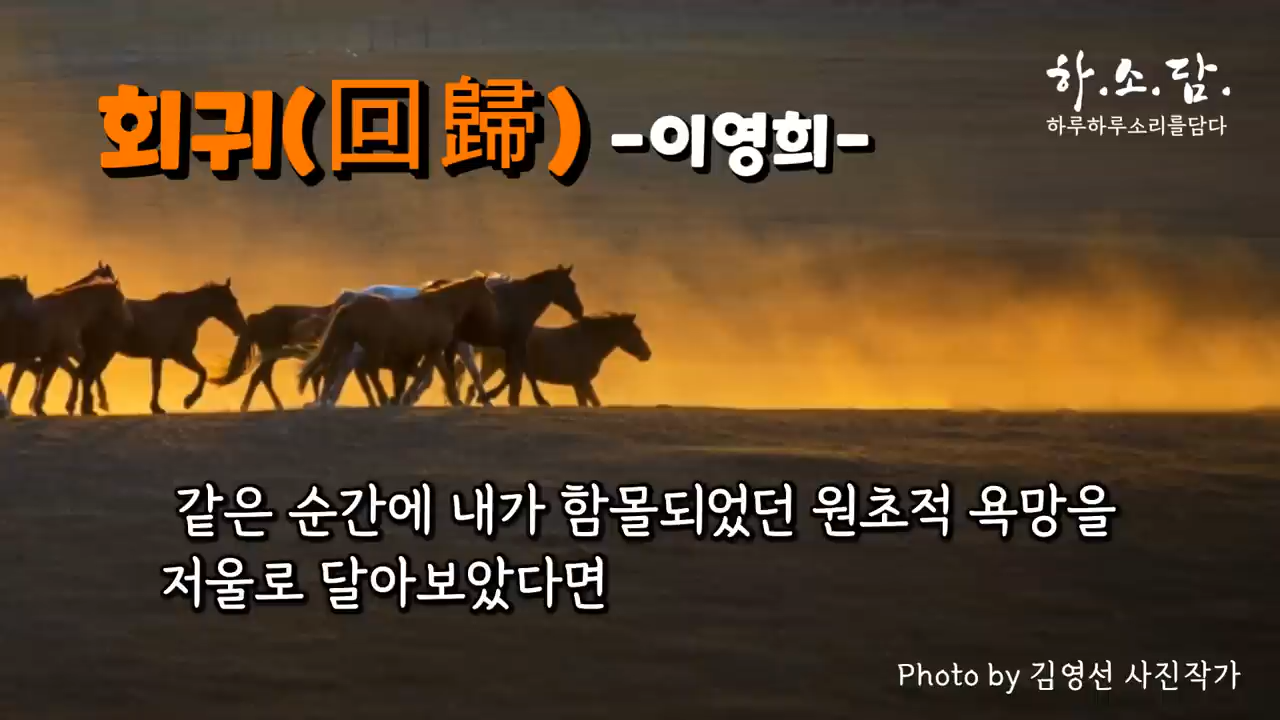 회귀(回歸) -이영희-
하.소.담.
하루하루소리를담다
같은 순간에 내가 함몰되었던 원초적 욕망을
저울로 달아보았다면
Photo by 김영선 사진작가